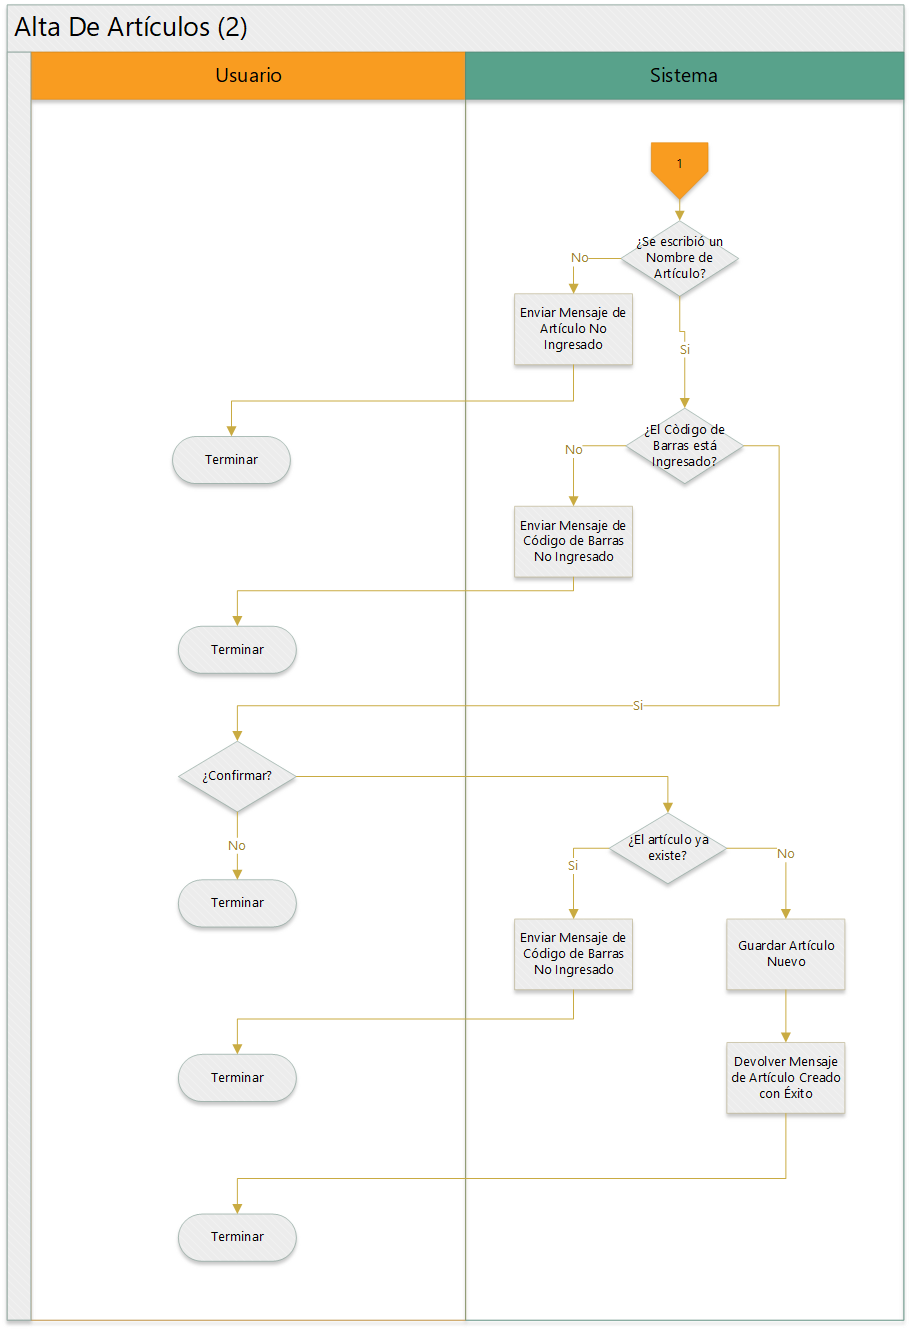 Alta De Artículos (2)
Usuario
Sistema
1
¿Se escribió un
Nombre de
Artículo?
No
Enviar Mensaje de
Artículo No
Ingresado
Si
Terminar
¿El Còdigo de
Barras está
Ingresado?
No
Enviar Mensaje de
Código de Barras
No Ingresado
Terminar
Si
¿Confirmar?
No
Terminar
¿El artículo ya
existe?
Si
No
Enviar Mensaje de
Código de Barras
No Ingresado
Guardar Artículo
Nuevo
Terminar
Devolver Mensaje
de Artículo Creado
con Éxito
Terminar